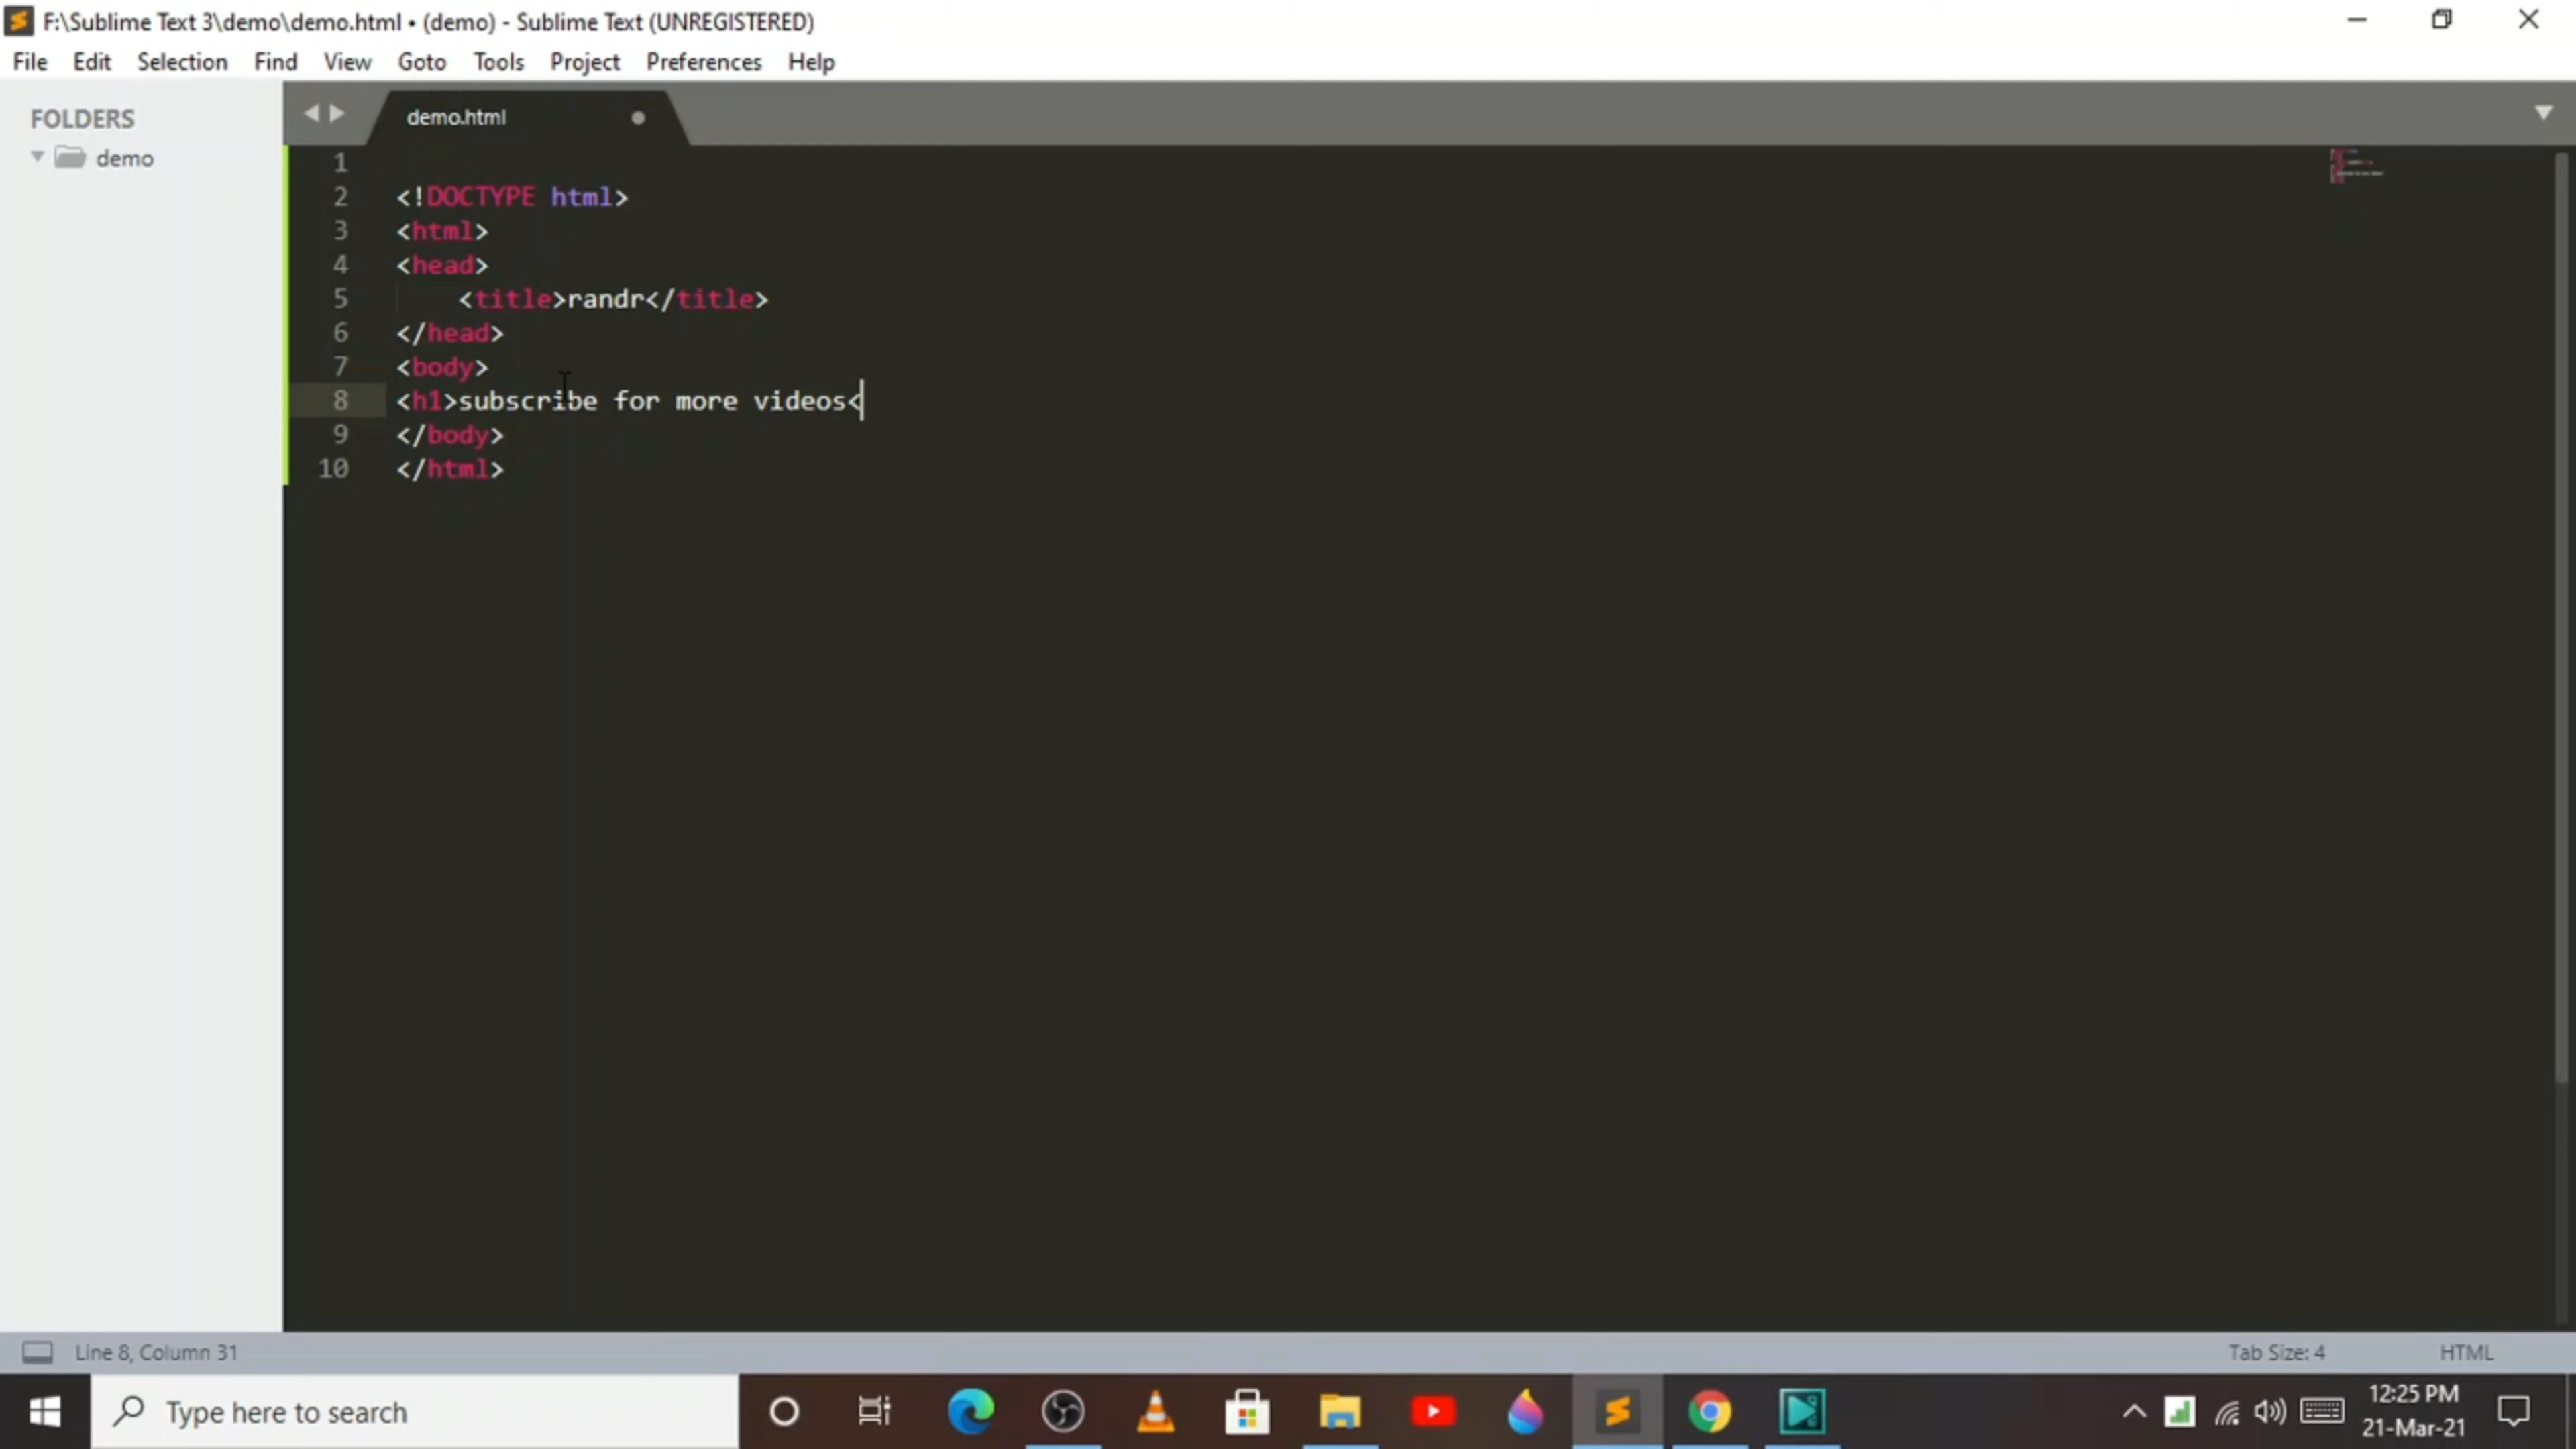 F:\Sublime Text 3\demo\demo.html • (demo) - Sublime Text (UNREGISTERED)
File Edit Selection Find View Goto Tools Project Preferences Help
FOLDERS
demo
demo.html
1
2 <!DOCTYPE html>
3 <html>
4 <head>
5     <title>randr</title>
6 </head>
7 <body>
8 <h1>subscribe for more videos<
9 </body>
10 </html>
Line 8, Column 31
Tab Size: 4
HTML
Type here to search
12:25 PM
21-Mar-21